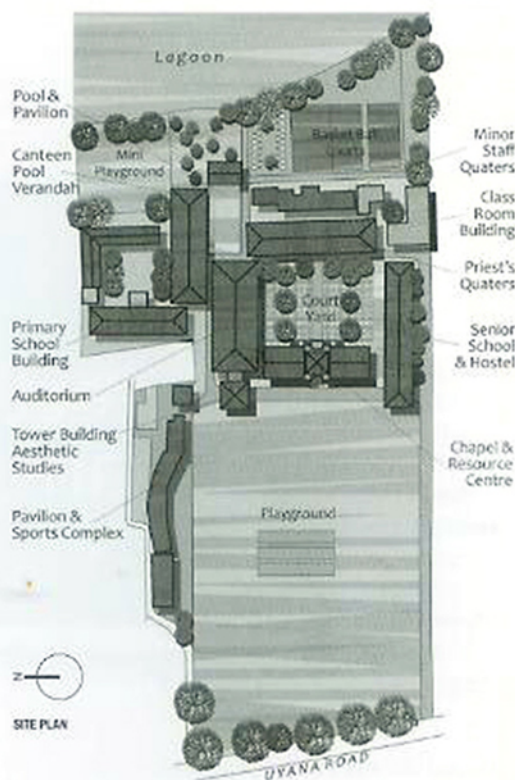 Lagoon
Pool &
Pavilion
Canteen
Pool
Verandah
Mini
Playground
Basket Ball
Courts
Minor
Staff
Quaters
Class
Room
Building
Priest's
Quaters
Court
Yard
Primary
School
Building
Senior
School
& Hostel
Auditorium
Tower Building
Aesthetic
Studies
Chapel &
Resource
Centre
Pavilion &
Sports Complex
Playground
N
SITE PLAN
UYANA ROAD